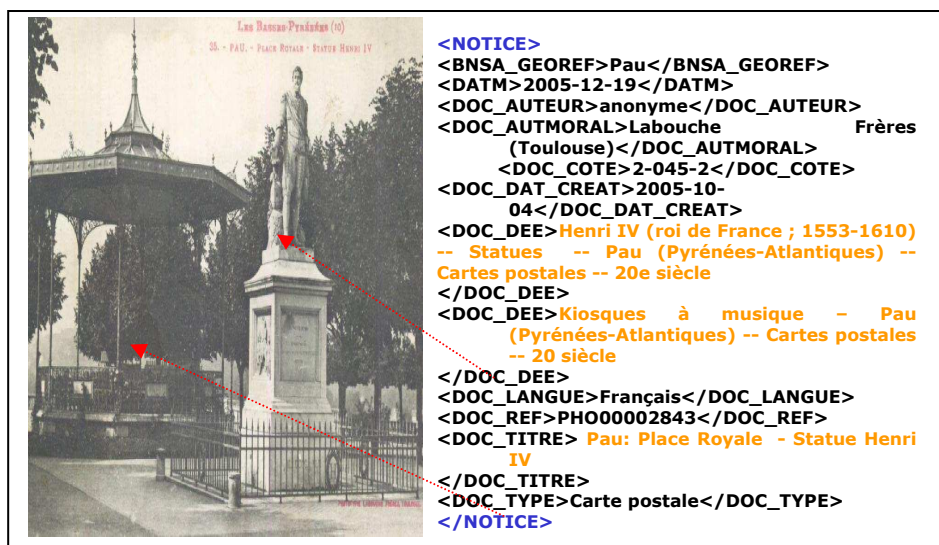 LES BASSES-PYRÉNÉES (10)
25. - PAU. - PLACE ROYALE - STATUE HENRI IV
<NOTICE>
<BNSA_GEOREF>Pau</BNSA_GEOREF>
<DATM>2005-12-19</DATM>
<DOC_AUTEUR>anonyme</DOC_AUTEUR>
<DOC_AUTMORAL>Labouche Frères
(Toulouse)</DOC_AUTMORAL>
<DOC_COTE>2-045-2</DOC_COTE>
<DOC_DAT_CREAT>2005-10-
04</DOC_DAT_CREAT>
<DOC_DEE>Henri IV (roi de France ; 1553-1610)
-- Statues -- Pau (Pyrénées-Atlantiques) --
Cartes postales -- 20e siècle
</DOC_DEE>
<DOC_DEE>Kiosques à musique – Pau
(Pyrénées-Atlantiques) -- Cartes postales
-- 20 siècle
</DOC_DEE>
<DOC_LANGUE>Français</DOC_LANGUE>
<DOC_REF>PHO00002843</DOC_REF>
<DOC_TITRE> Pau: Place Royale - Statue Henri
IV
</DOC_TITRE>
<DOC_TYPE>Carte postale</DOC_TYPE>
</NOTICE>